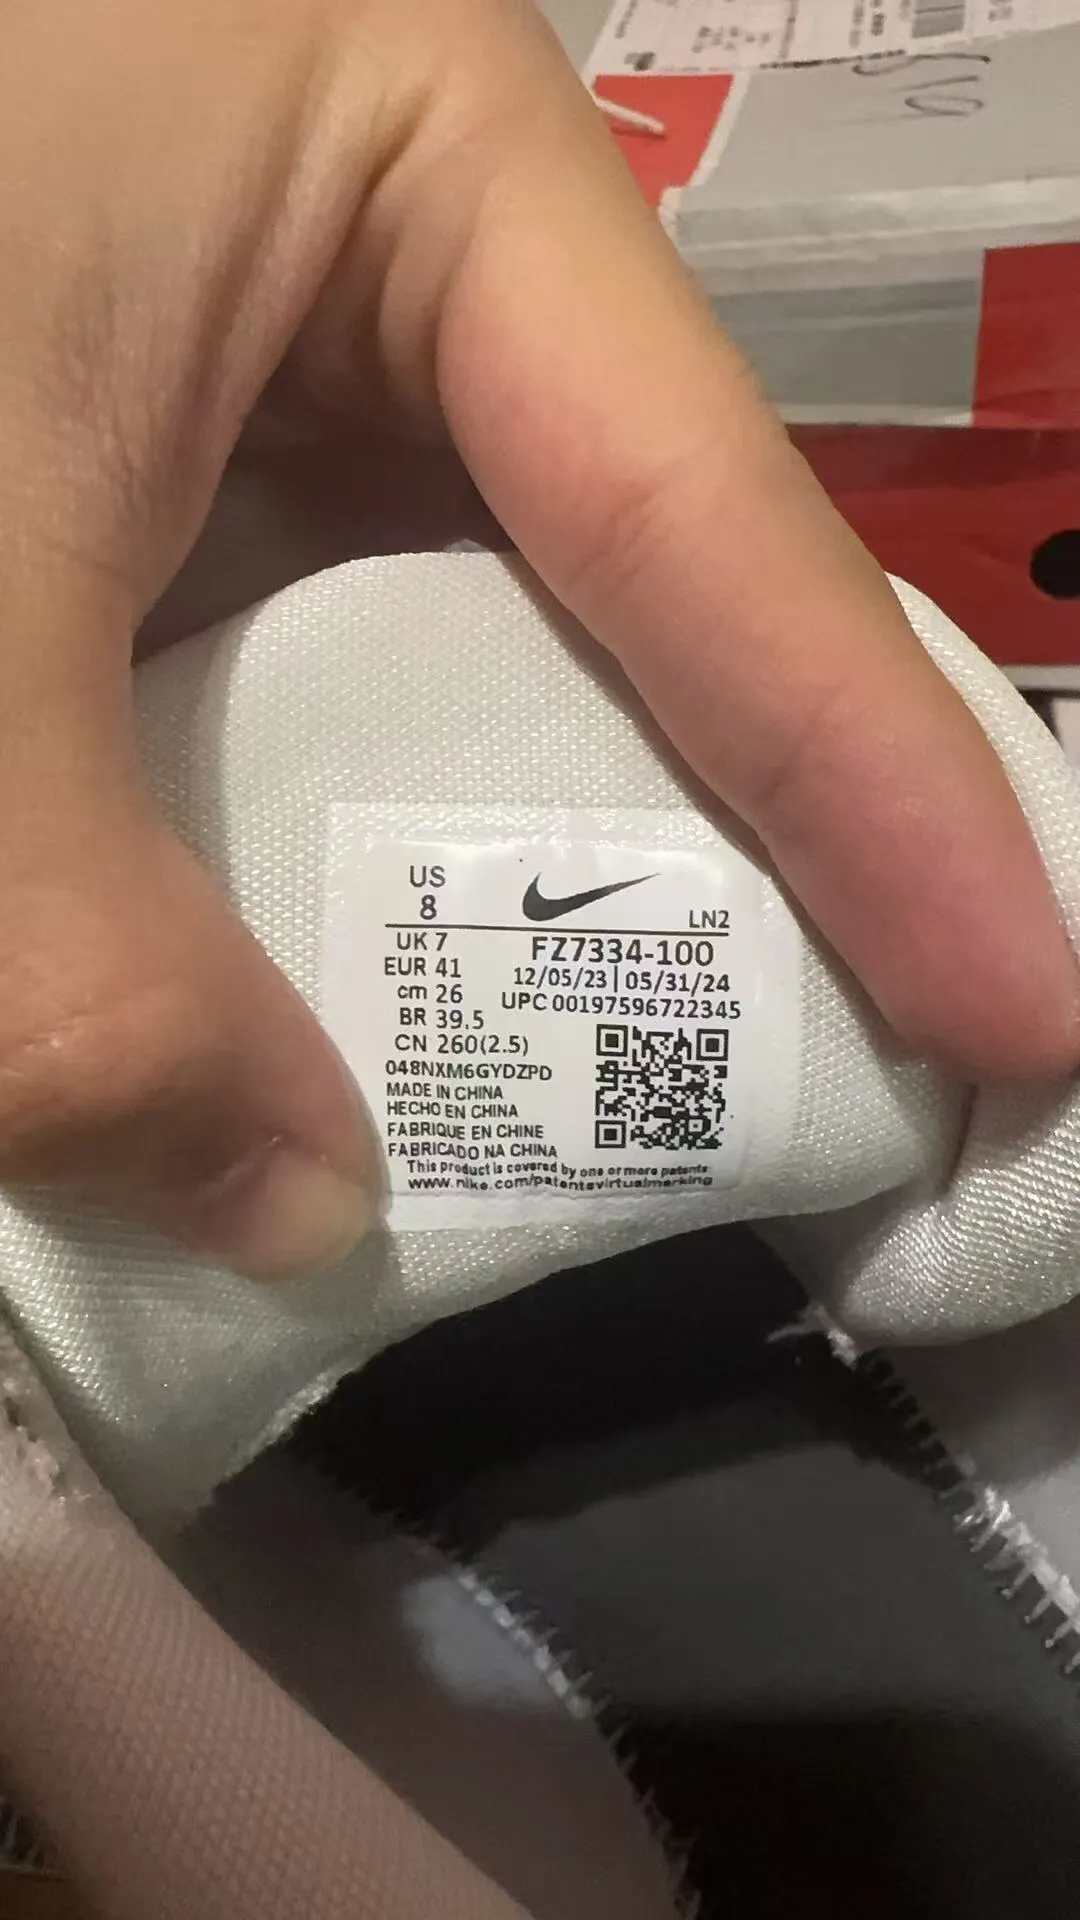 US
8
LN2
UK 7
FZ7334-100
EUR 41
12/05/23 | 05/31/24
cm 26
UPC 00197596722345
BR 39.5
CN 260(2.5)
048NXM6GYDZPD
MADE IN CHINA
HECHO EN CHINA
FABRIQUE EN CHINE
FABRICADO NA CHINA
This product is covered by one or more patents:
www.nike.com/patentsvirtualmarking